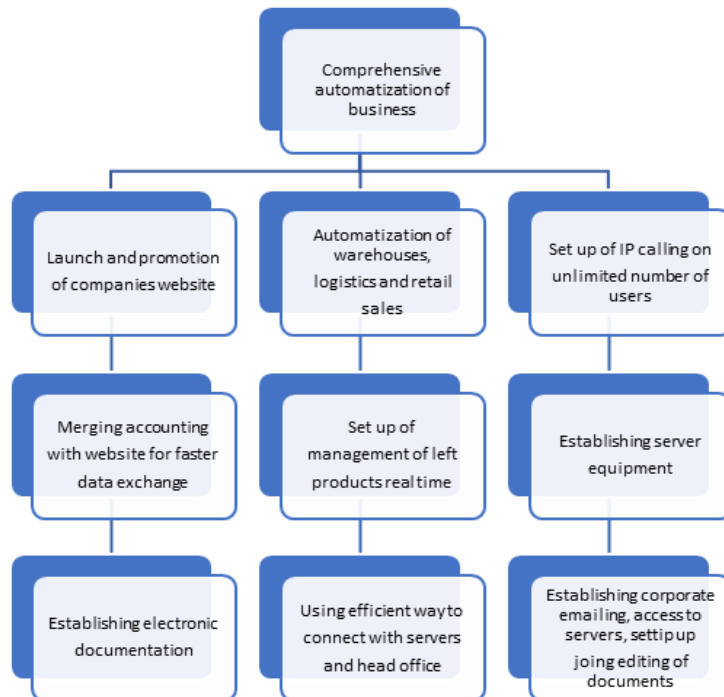 Comprehensive
automatization of
business
Launch and promotion
of companies website
Automatization of
warehouses,
logistics and retail
sales
Set up of IP calling on
unlimited number of
users
Merging accounting
with website for faster
data exchange
Set up of
management of left
products real time
Establishing server
equipment
Establishing electronic
documentation
Using efficient way to
connect with servers
and head office
Establishing corporate
emailing, access to
servers, settip up
joing editing of
documents